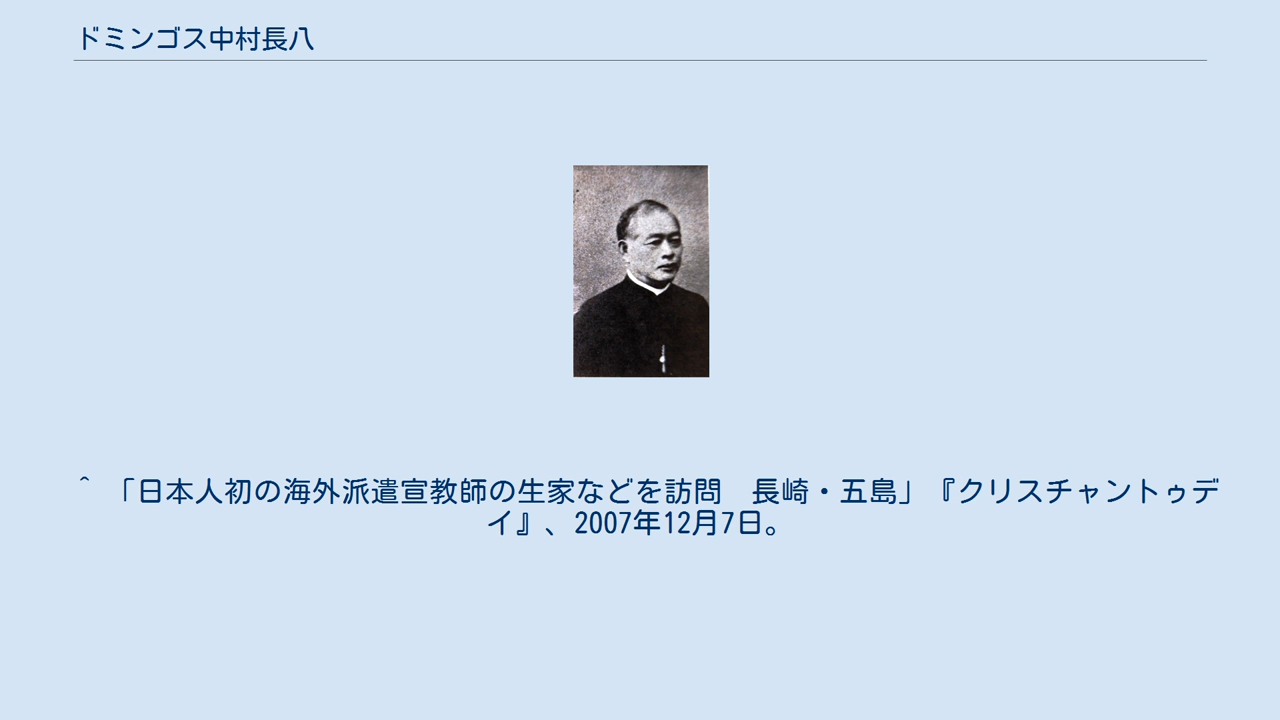 ドミンゴス中村長八
^ 「日本人初の海外派遣宣教師の生家などを訪問　長崎・五島」『クリスチャントゥデ
イ』、2007年12月7日。